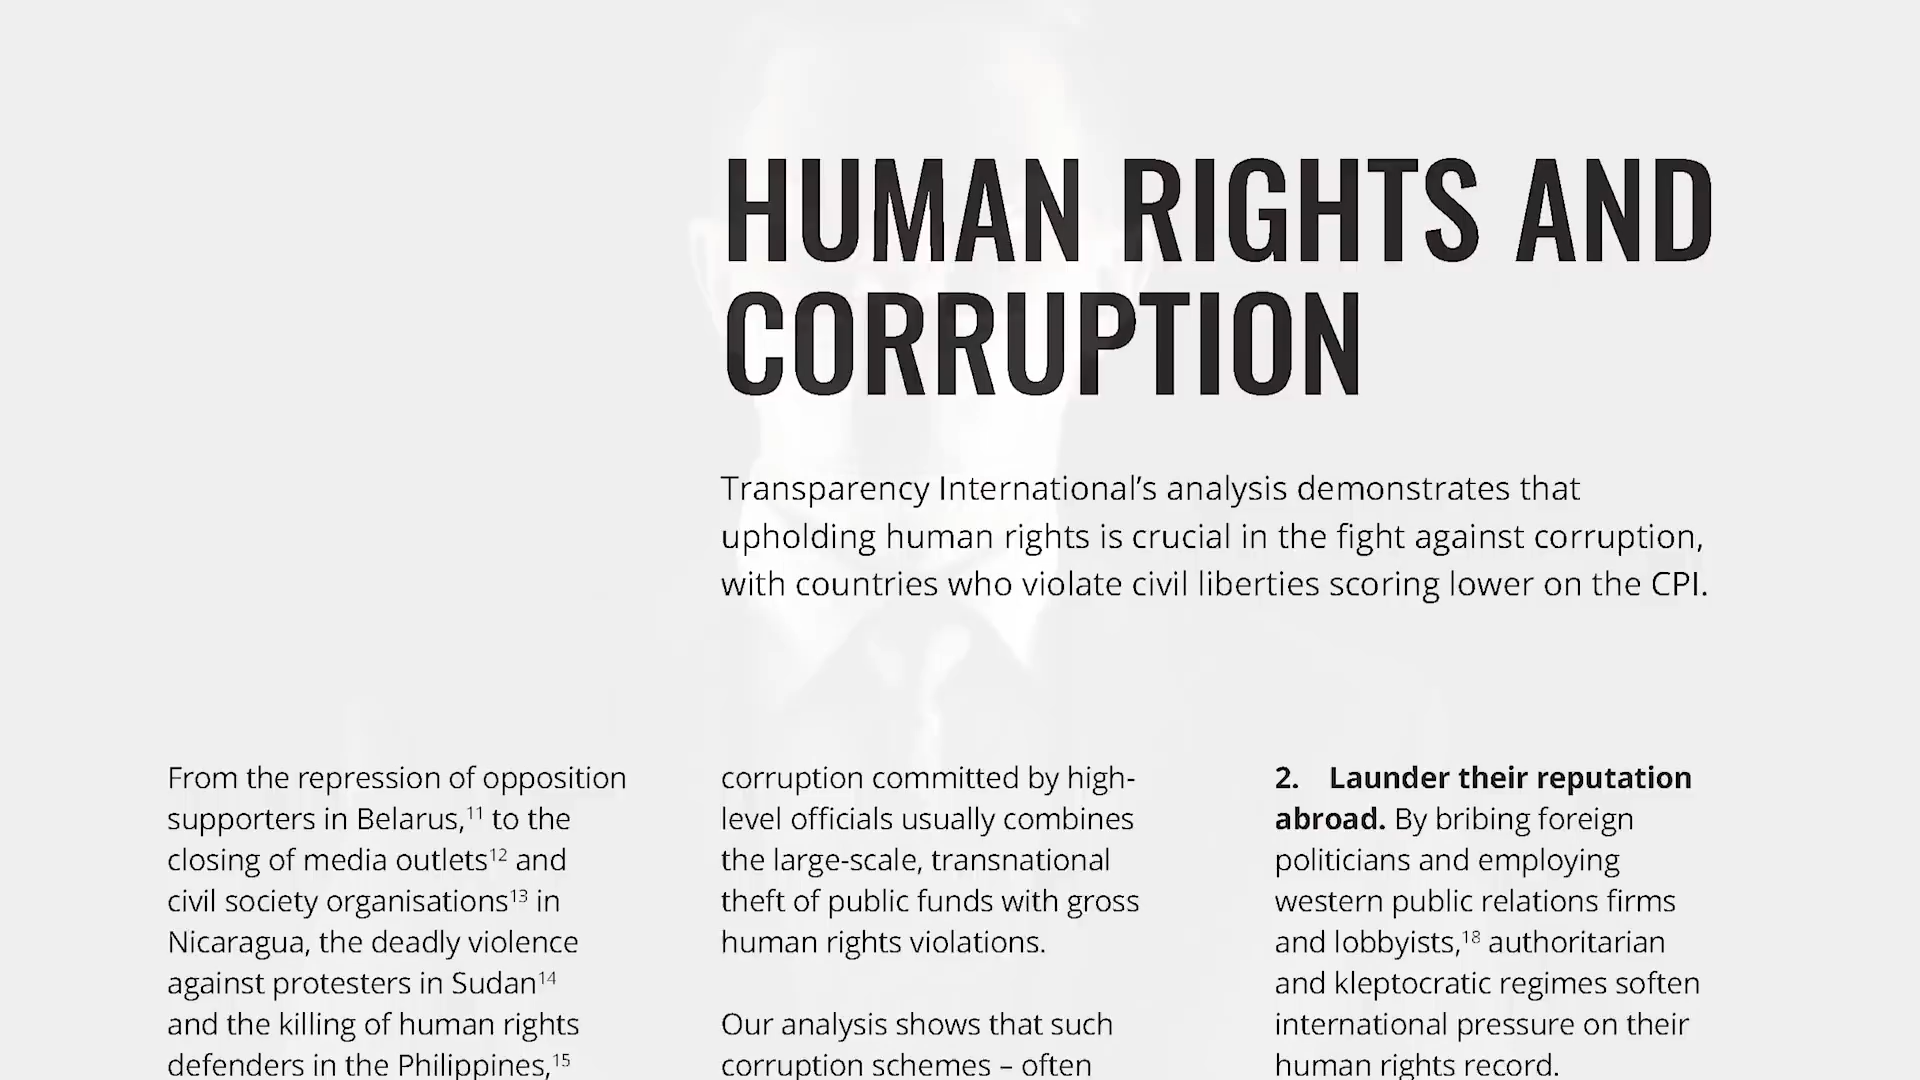 HUMAN RIGHTS AND
CORRUPTION
Transparency International’s analysis demonstrates that
upholding human rights is crucial in the fight against corruption,
with countries who violate civil liberties scoring lower on the CPI.
From the repression of opposition
supporters in Belarus,¹¹ to the
closing of media outlets¹² and
civil society organisations¹³ in
Nicaragua, the deadly violence
against protesters in Sudan¹⁴
and the killing of human rights
defenders in the Philippines,¹⁵
corruption committed by high-
level officials usually combines
the large-scale, transnational
theft of public funds with gross
human rights violations.
Our analysis shows that such
corruption schemes – often
2. Launder their reputation
abroad. By bribing foreign
politicians and employing
western public relations firms
and lobbyists,¹⁸ authoritarian
and kleptocratic regimes soften
international pressure on their
human rights record.